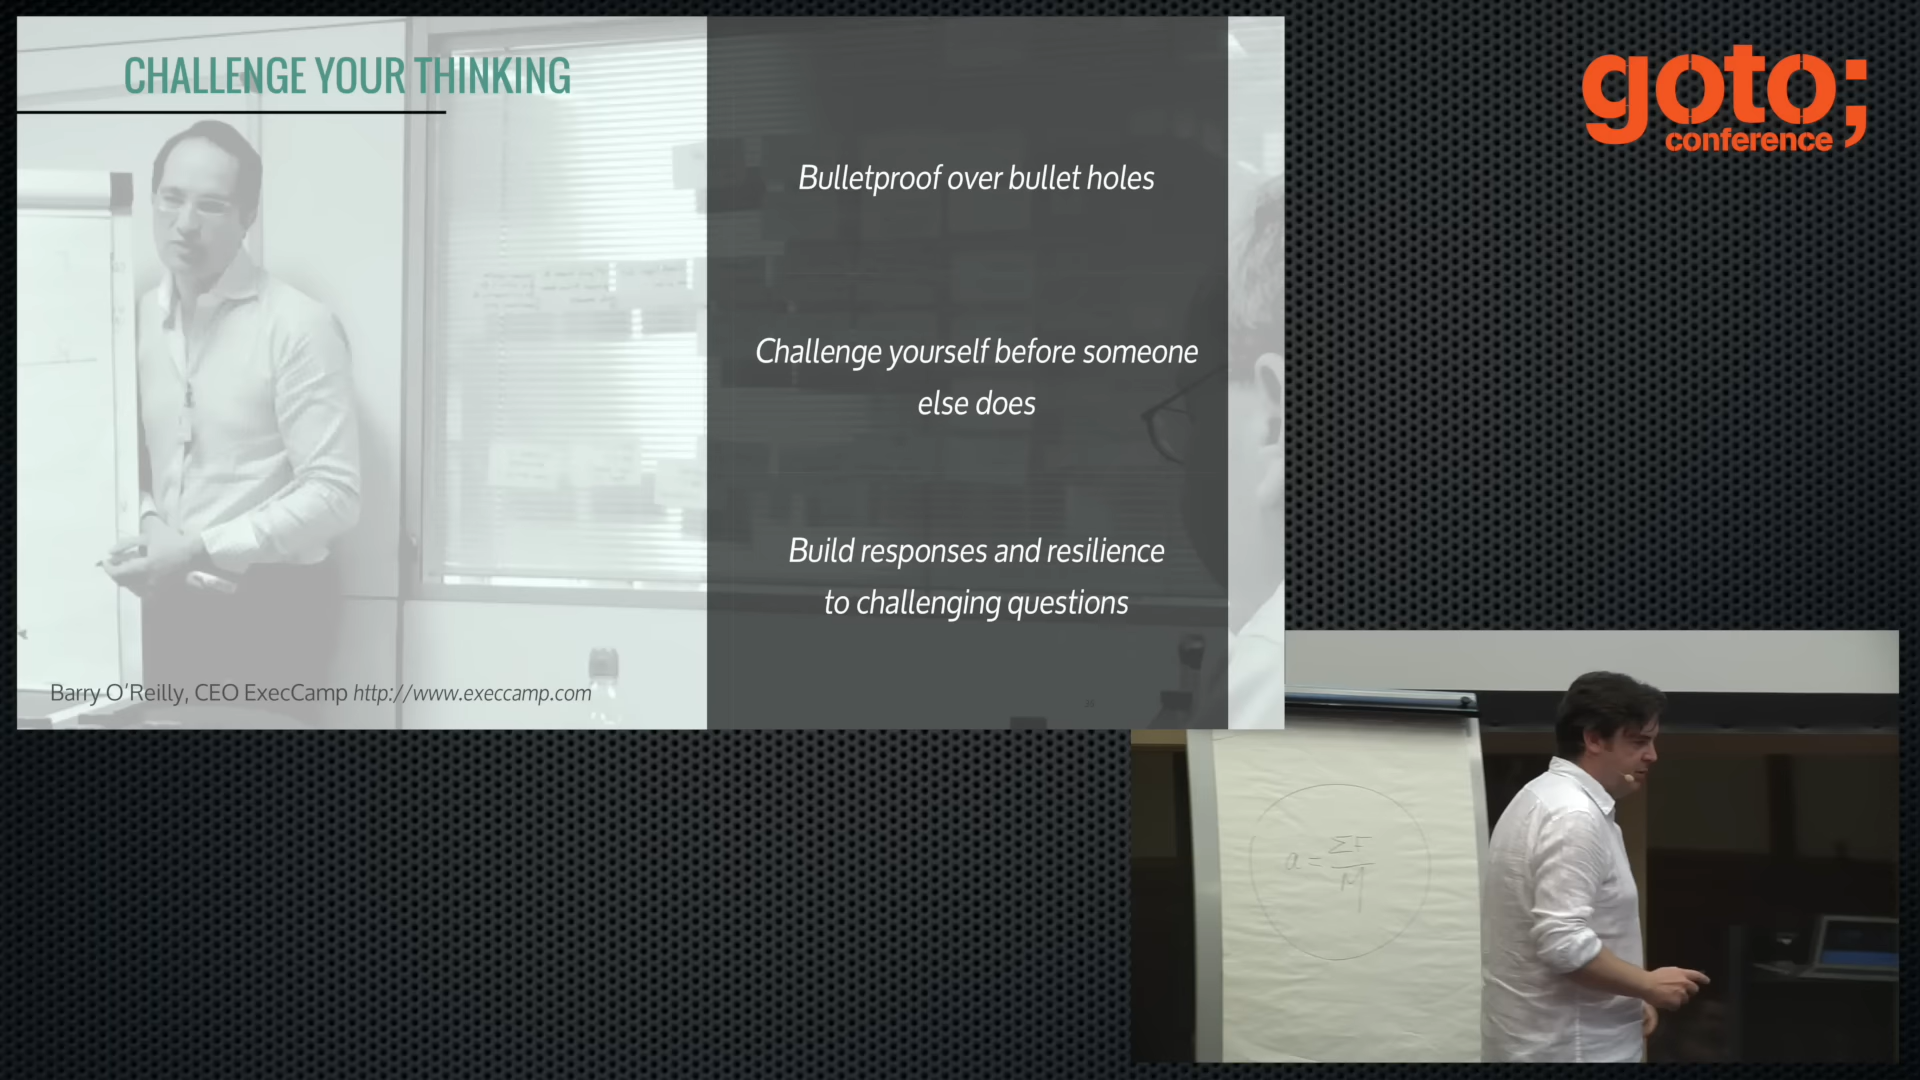 CHALLENGE YOUR THINKING
Bulletproof over bullet holes
Challenge yourself before someone
else does
Build responses and resilience
to challenging questions
Barry O'Reilly, CEO ExecCamp http://www.execcamp.com
goto;
conference
a = ΣF
M